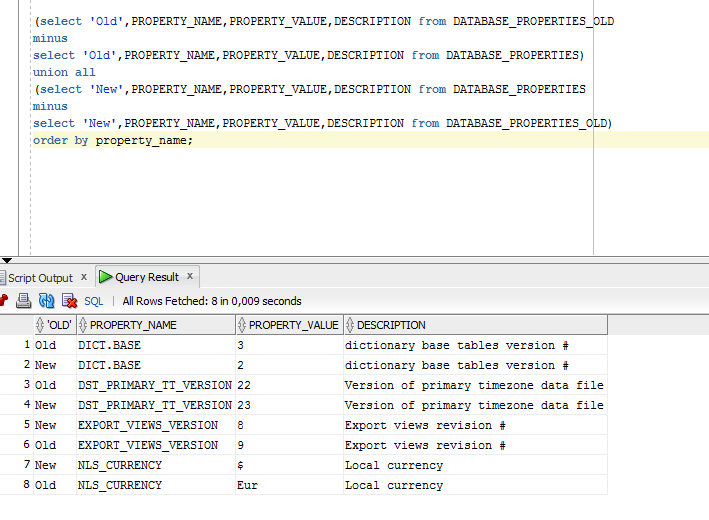 (select 'Old',PROPERTY_NAME,PROPERTY_VALUE,DESCRIPTION from DATABASE_PROPERTIES_OLD
minus
select 'Old',PROPERTY_NAME,PROPERTY_VALUE,DESCRIPTION from DATABASE_PROPERTIES)
union all
(select 'New',PROPERTY_NAME,PROPERTY_VALUE,DESCRIPTION from DATABASE_PROPERTIES
minus
select 'New',PROPERTY_NAME,PROPERTY_VALUE,DESCRIPTION from DATABASE_PROPERTIES_OLD)
order by property_name;
Script Output x Query Result x
SQL | All Rows Fetched: 8 in 0,009 seconds
'OLD' PROPERTY_NAME PROPERTY_VALUE DESCRIPTION
1 Old DICT.BASE 3 dictionary base tables version #
2 New DICT.BASE 2 dictionary base tables version #
3 Old DST_PRIMARY_TT_VERSION 22 Version of primary timezone data file
4 New DST_PRIMARY_TT_VERSION 23 Version of primary timezone data file
5 New EXPORT_VIEWS_VERSION 8 Export views revision #
6 Old EXPORT_VIEWS_VERSION 9 Export views revision #
7 New NLS_CURRENCY $ Local currency
8 Old NLS_CURRENCY Eur Local currency